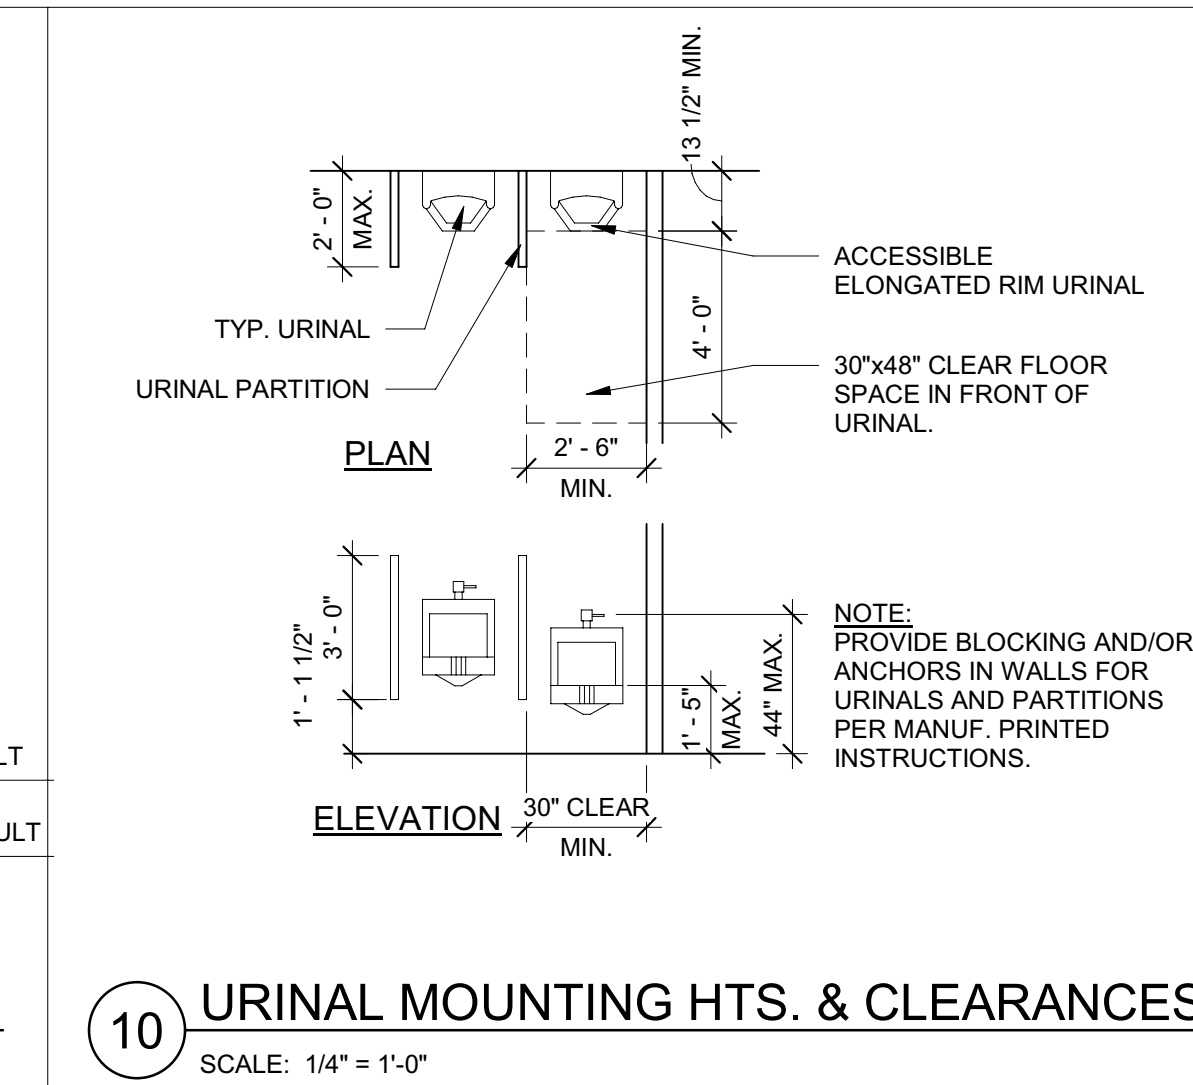 13 1/2" MIN.
2' - 0"
MAX.
ACCESSIBLE
ELONGATED RIM URINAL
TYP. URINAL
4' - 0"
30"x48" CLEAR FLOOR
SPACE IN FRONT OF
URINAL.
URINAL PARTITION
PLAN
2' - 6"
MIN.
3' - 0"
1' - 1 1/2"
1' - 5"
MAX.
44" MAX.
NOTE:
PROVIDE BLOCKING AND/OR
ANCHORS IN WALLS FOR
URINALS AND PARTITIONS
PER MANUF. PRINTED
INSTRUCTIONS.
LT
ULT
ELEVATION
30" CLEAR
MIN.
10
URINAL MOUNTING HTS. & CLEARANCES
SCALE: 1/4" = 1'-0"